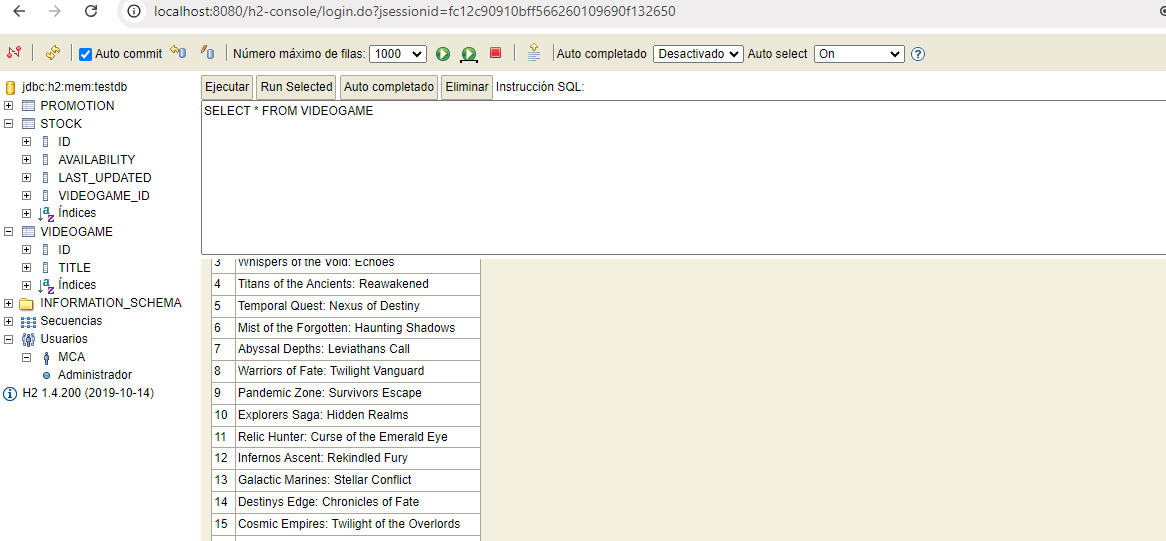 localhost:8080/h2-console/login.do?jsessionid=fc12c90910bff566260109690f132650
Auto commit Número máximo de filas: 1000 Auto completado Desactivado Auto select On
jdbc:h2:mem:testdb
PROMOTION
STOCK
ID
AVAILABILITY
LAST_UPDATED
VIDEOGAME_ID
Índices
VIDEOGAME
ID
TITLE
Índices
INFORMATION_SCHEMA
Secuencias
Usuarios
MCA
Administrador
H2 1.4.200 (2019-10-14)
Ejecutar Run Selected Auto completado Eliminar Instrucción SQL:
SELECT * FROM VIDEOGAME
3 Whispers of the Void: Echoes
4 Titans of the Ancients: Reawakened
5 Temporal Quest: Nexus of Destiny
6 Mist of the Forgotten: Haunting Shadows
7 Abyssal Depths: Leviathans Call
8 Warriors of Fate: Twilight Vanguard
9 Pandemic Zone: Survivors Escape
10 Explorers Saga: Hidden Realms
11 Relic Hunter: Curse of the Emerald Eye
12 Infernos Ascent: Rekindled Fury
13 Galactic Marines: Stellar Conflict
14 Destinys Edge: Chronicles of Fate
15 Cosmic Empires: Twilight of the Overlords